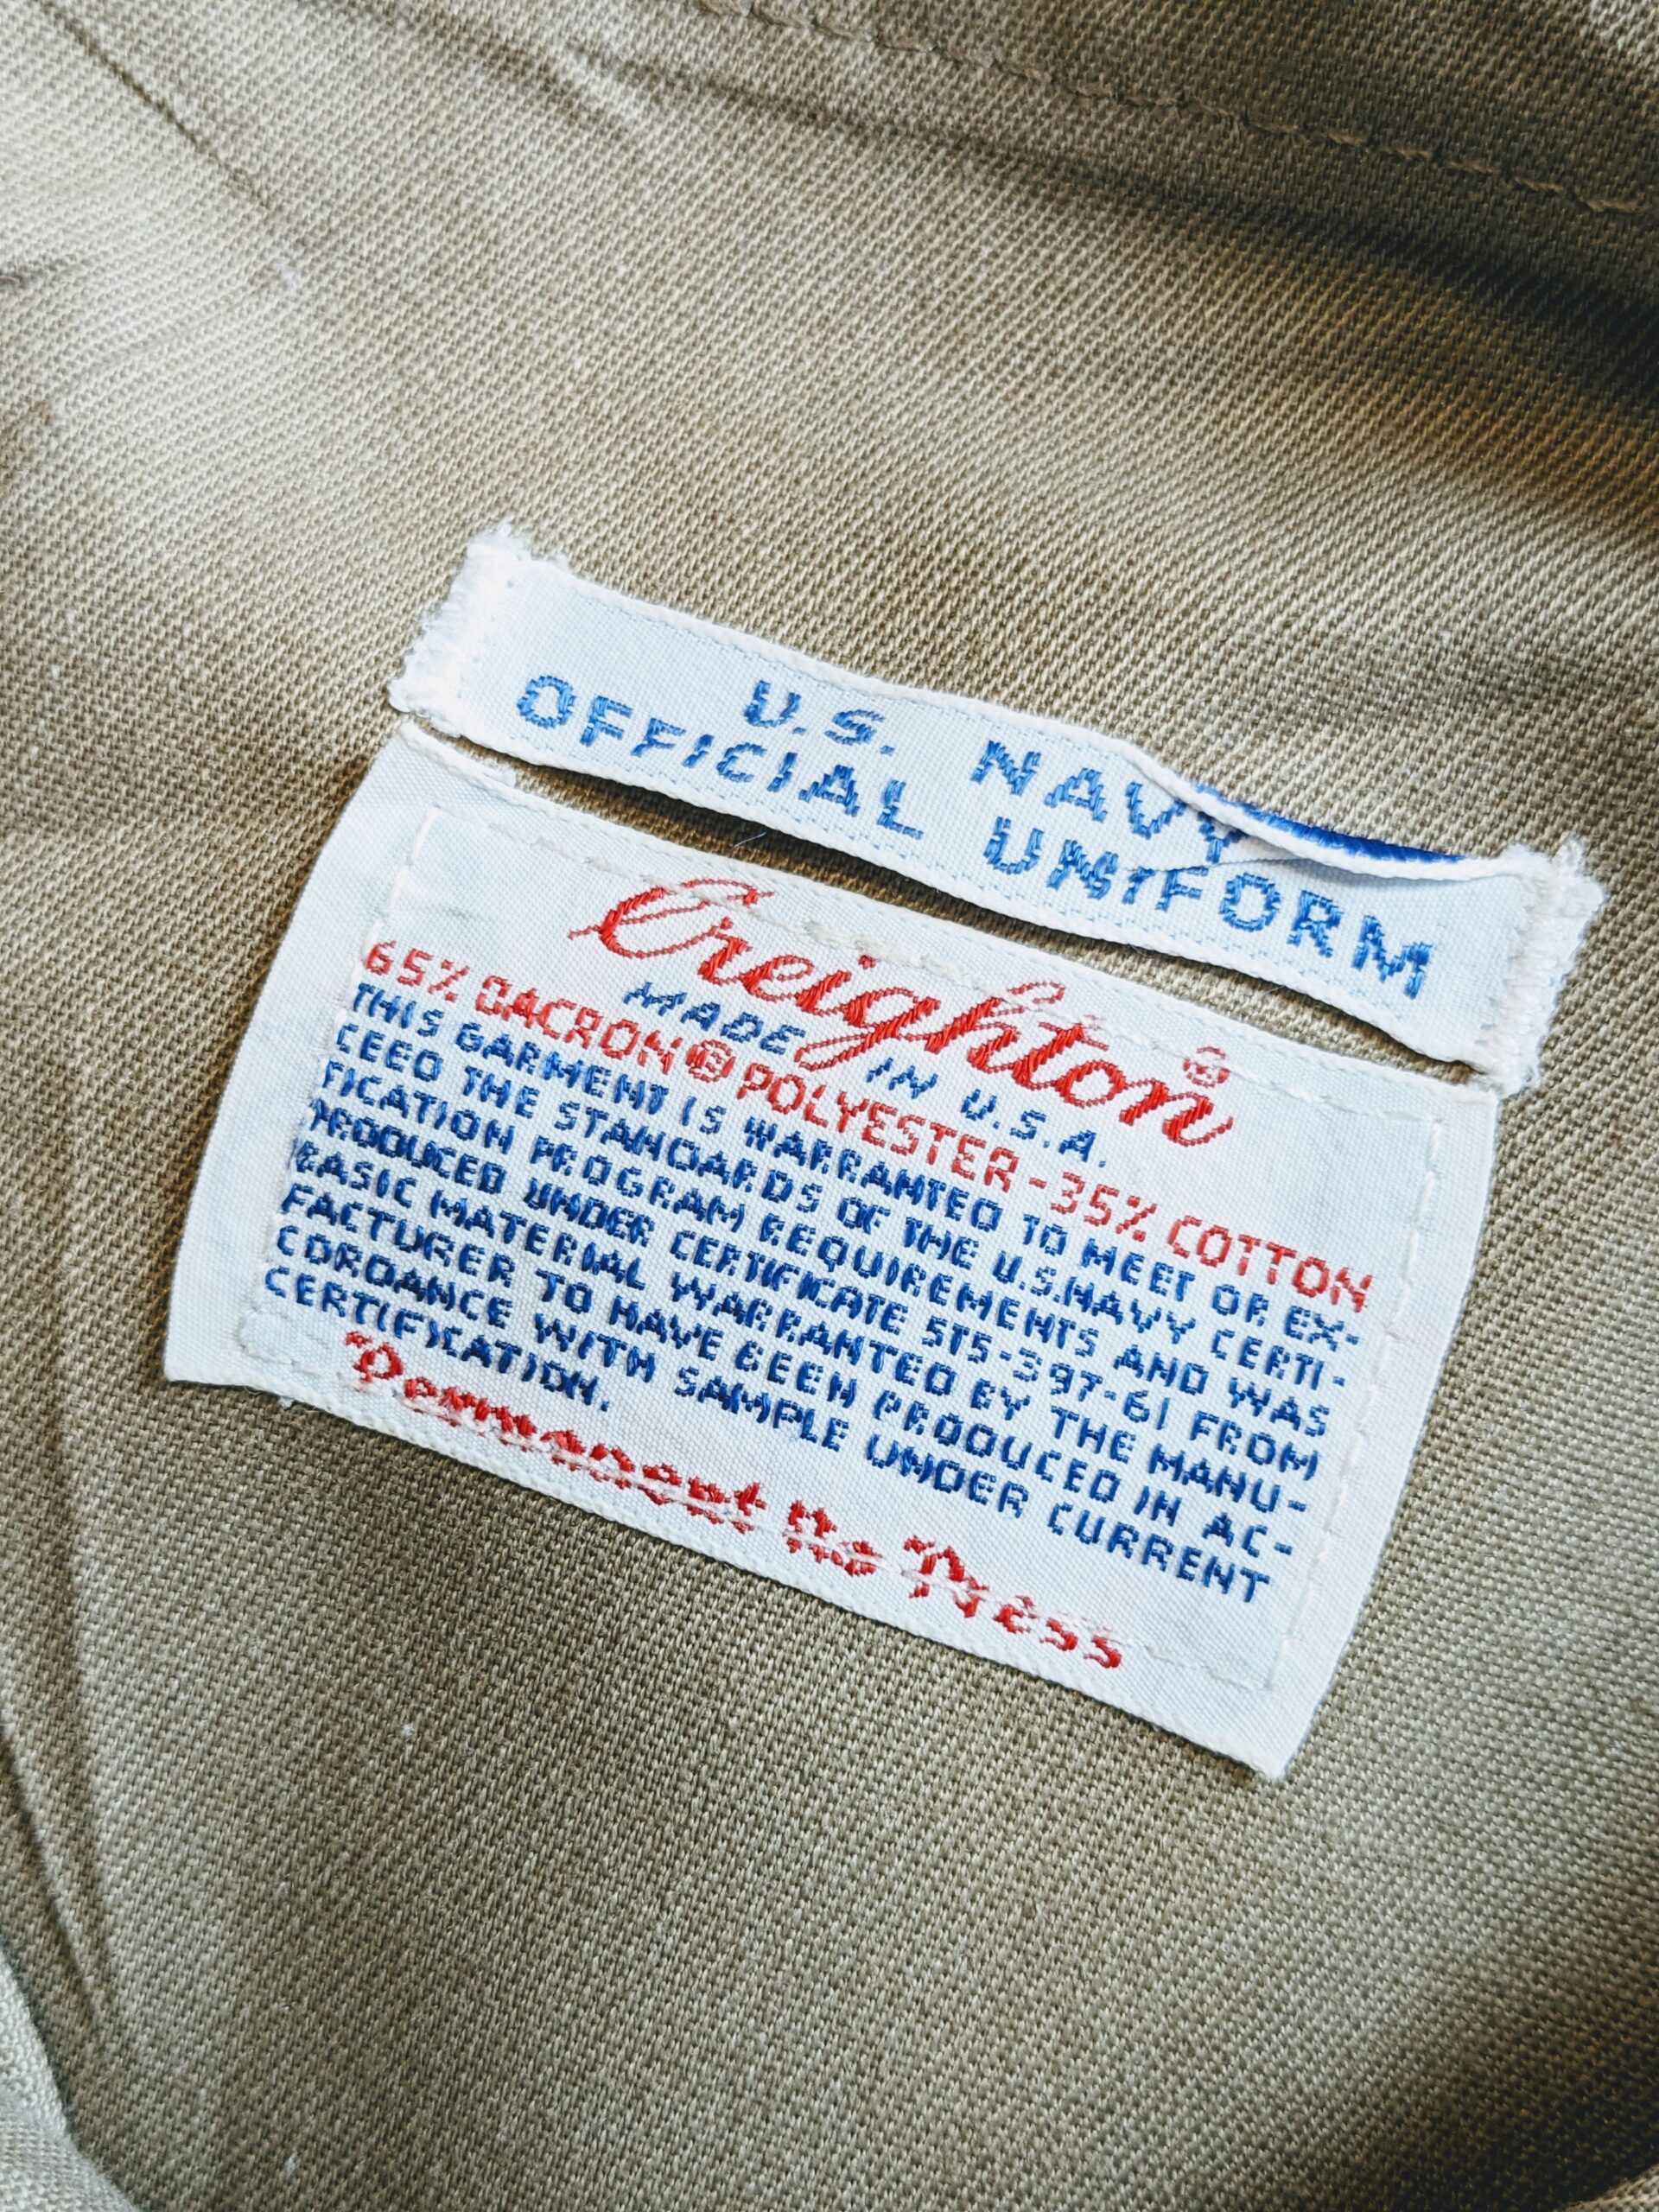 U.S. NAVY
OFFICIAL UNIFORM
Creighton®
MADE IN U.S.A.
65% DACRON® POLYESTER-35% COTTON
THIS GARMENT IS WARRANTED TO MEET OR EX-
CEED THE STANDARDS OF THE U.S.NAVY CERTI-
FICATION PROGRAM REQUIREMENTS AND WAS
PRODUCED UNDER CERTIFICATE STS-397-61 FROM
BASIC MATERIAL WARRANTED BY THE MANU-
FACTURER TO HAVE BEEN PRODUCED IN AC-
CORDANCE WITH SAMPLE UNDER CURRENT
CERTIFICATION.
Permanent No Press